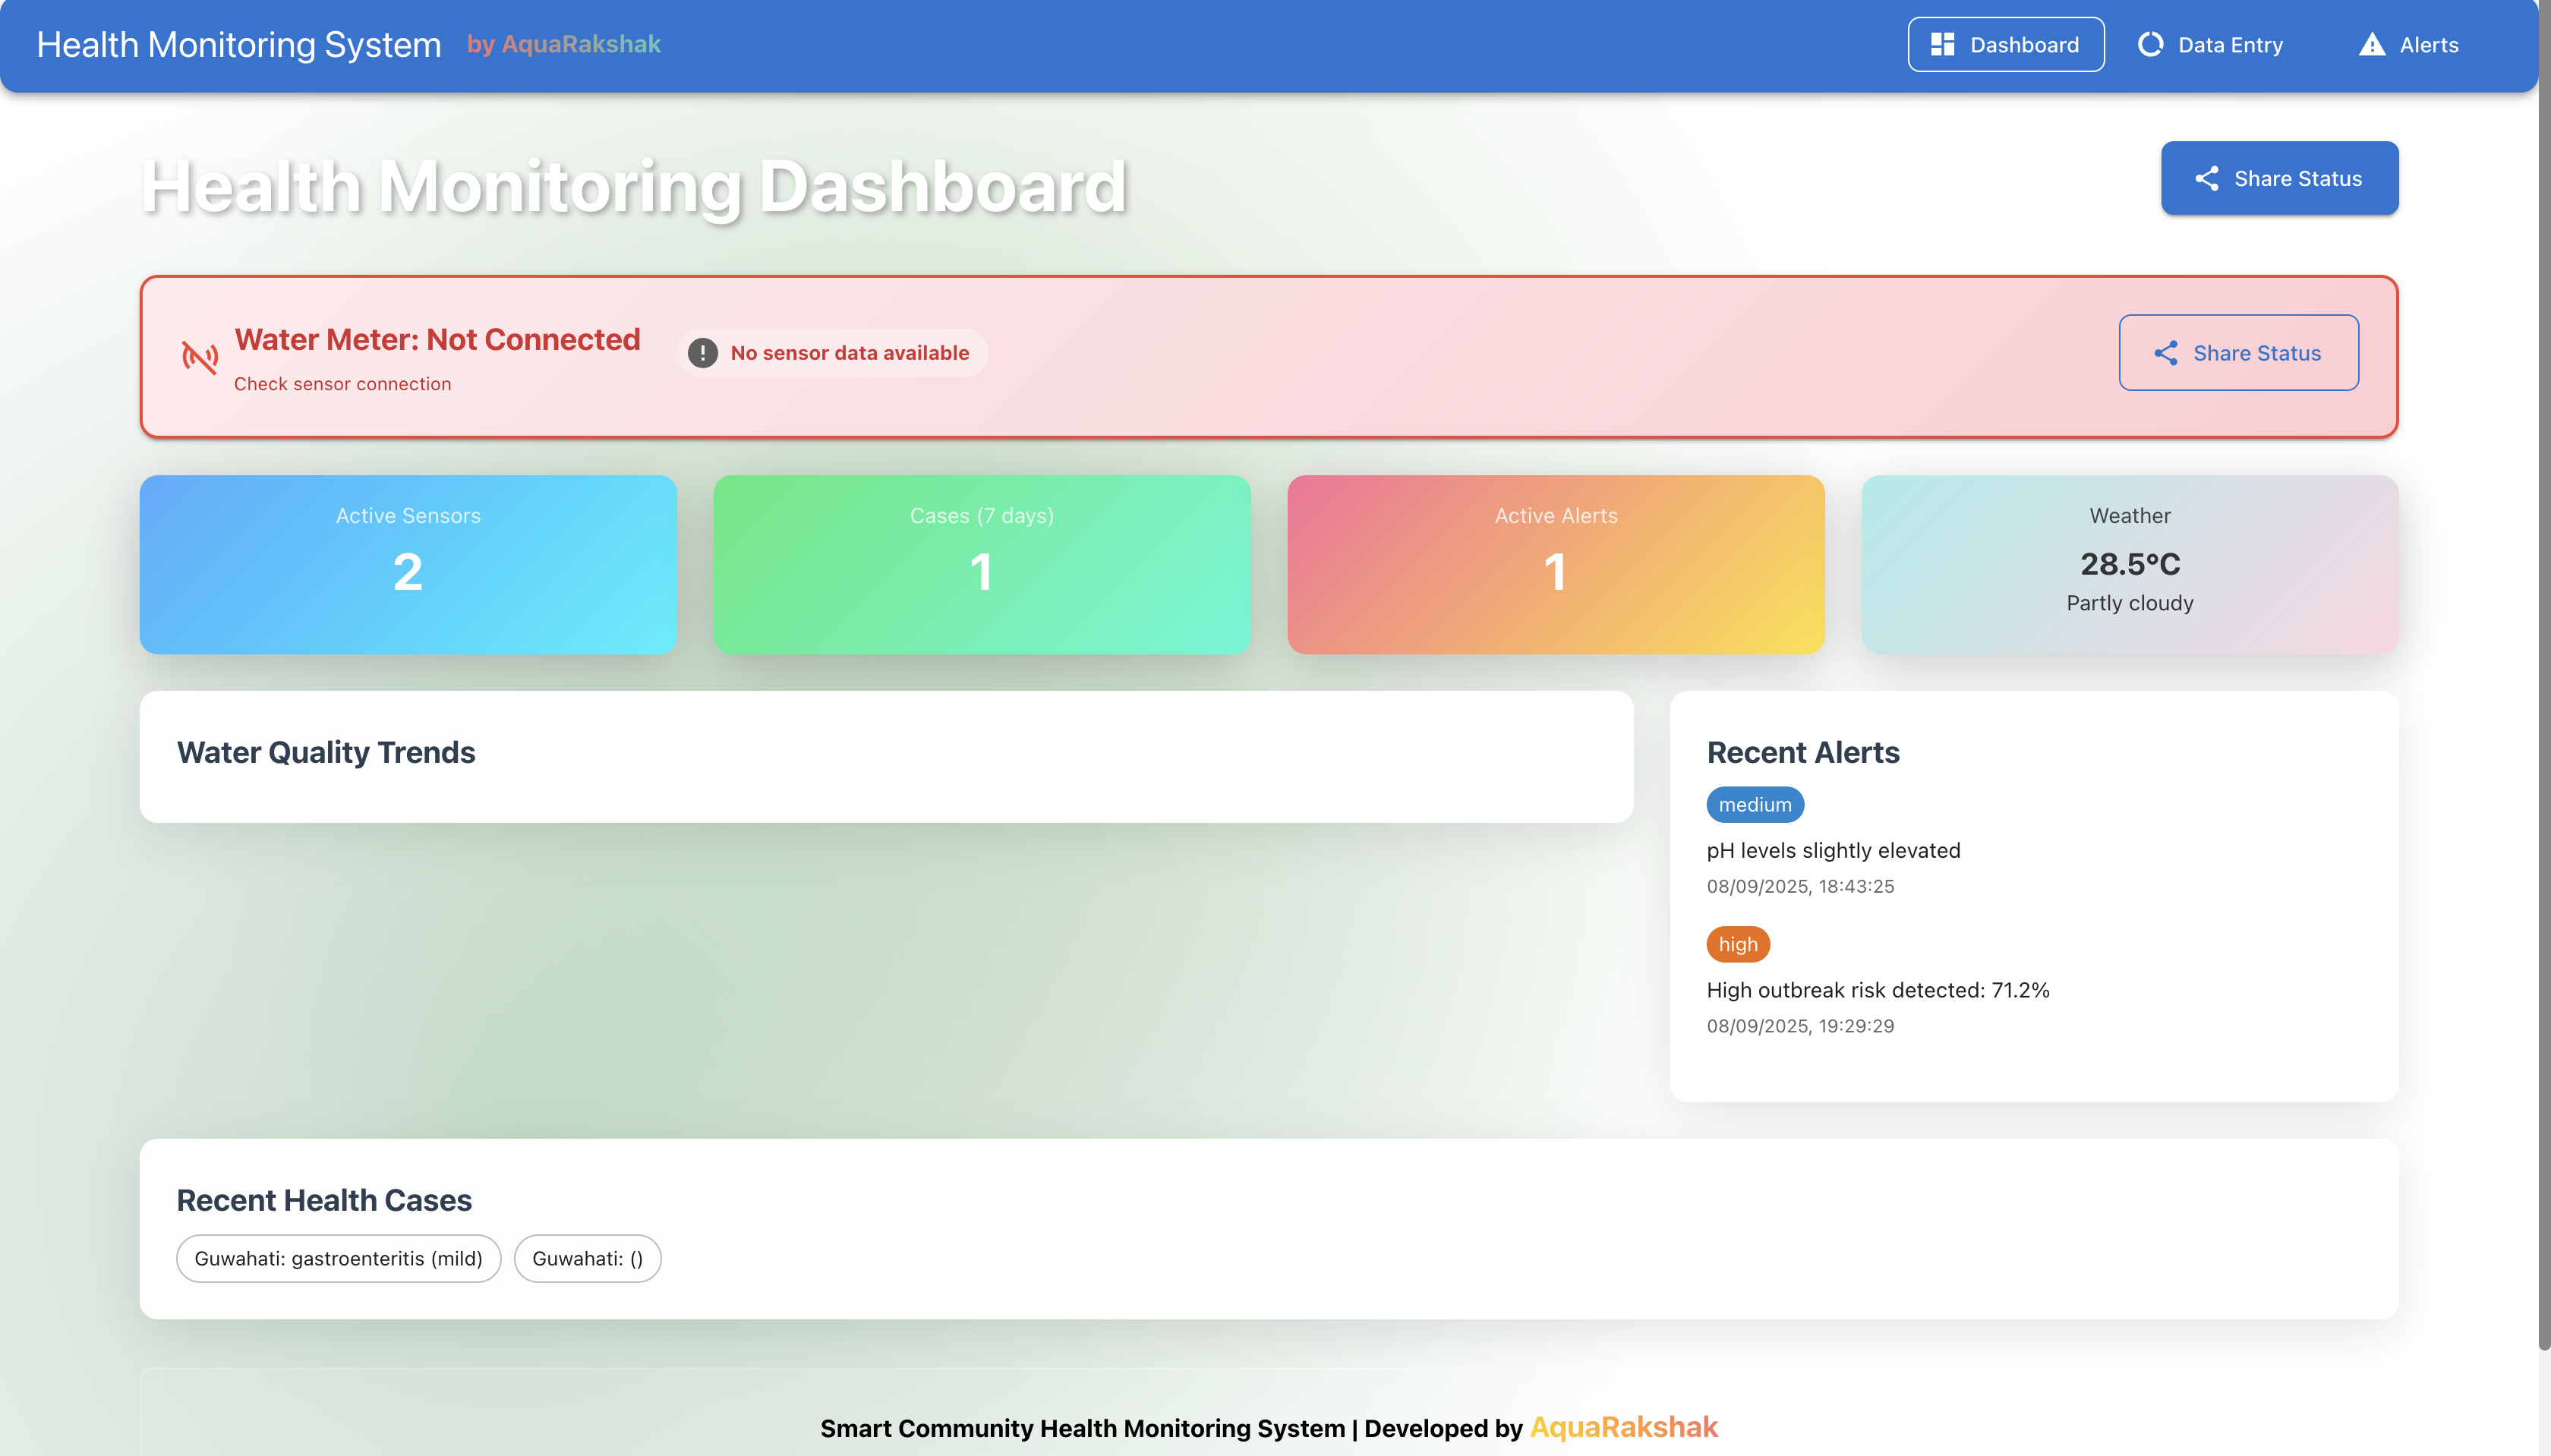 Health Monitoring System by AquaRakshak
Dashboard
Data Entry
Alerts
Health Monitoring Dashboard
Share Status
Water Meter: Not Connected
Check sensor connection
No sensor data available
Share Status
Active Sensors
2
Cases (7 days)
1
Active Alerts
1
Weather
28.5°C
Partly cloudy
Water Quality Trends
Recent Alerts
medium
pH levels slightly elevated
08/09/2025, 18:43:25
high
High outbreak risk detected: 71.2%
08/09/2025, 19:29:29
Recent Health Cases
Guwahati: gastroenteritis (mild)
Guwahati: ()
Smart Community Health Monitoring System | Developed by AquaRakshak